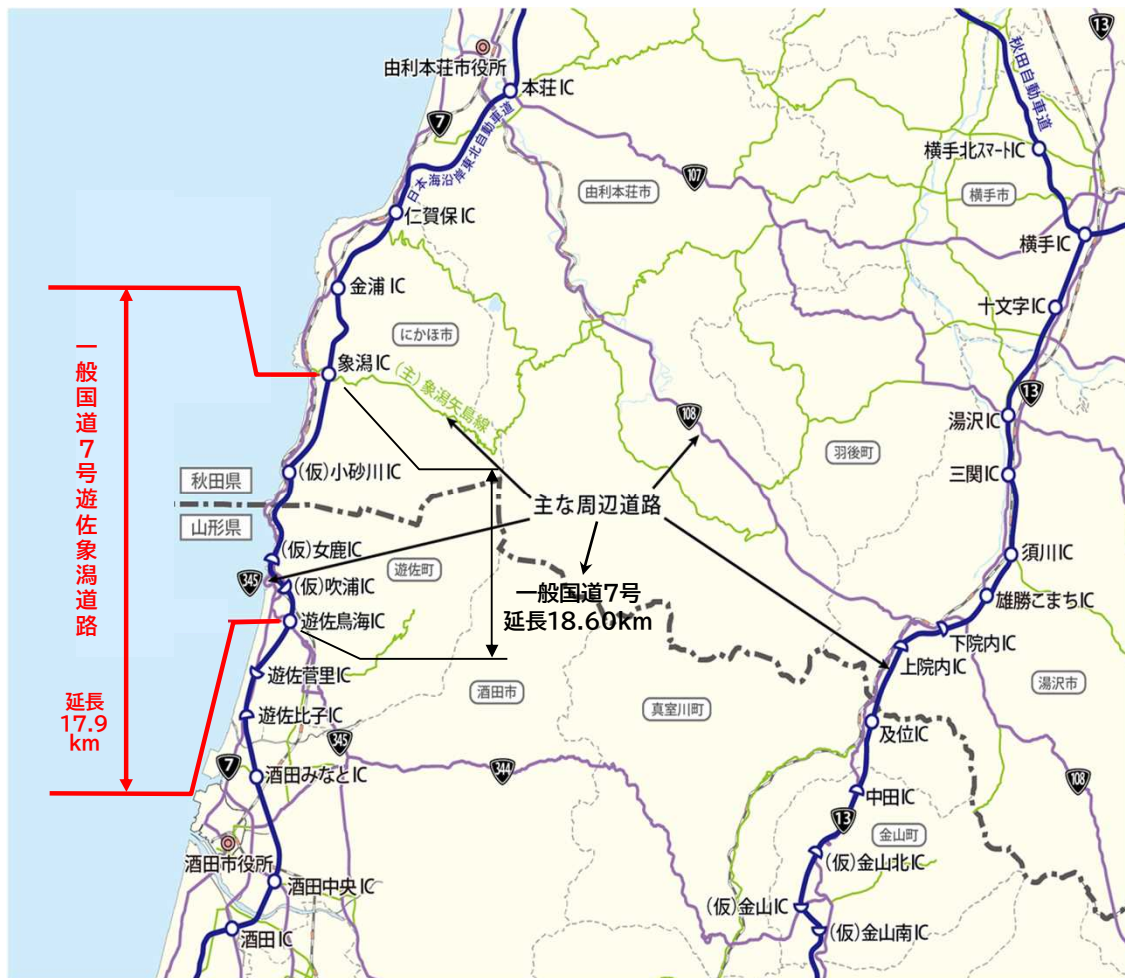 13
秋田自動車道
13
由利本荘市役所
本荘IC
7
日本海沿岸東北自動車道
横手北スマートIC
107
由利本荘市
横手市
仁賀保IC
横手IC
金浦IC
十文字IC
にかほ市
象潟IC
(主)象潟矢島線
13
108
湯沢IC
羽後町
(仮)小砂川IC
三関IC
秋田県
山形県
主な周辺道路
一般国道7号遊佐象潟道路
延長
17.9
km
(仮)女鹿IC
須川IC
遊佐町
345
(仮)吹浦IC
一般国道7号
延長18.60km
雄勝こまちIC
遊佐鳥海IC
下院内IC
上院内IC
遊佐菅里IC
酒田市
真室川町
湯沢市
遊佐比子IC
及位IC
345
7
酒田みなとIC
344
108
中田IC
13
金山町
酒田市役所
(仮)金山北IC
酒田中央IC
(仮)金山IC
酒田IC
(仮)金山南IC